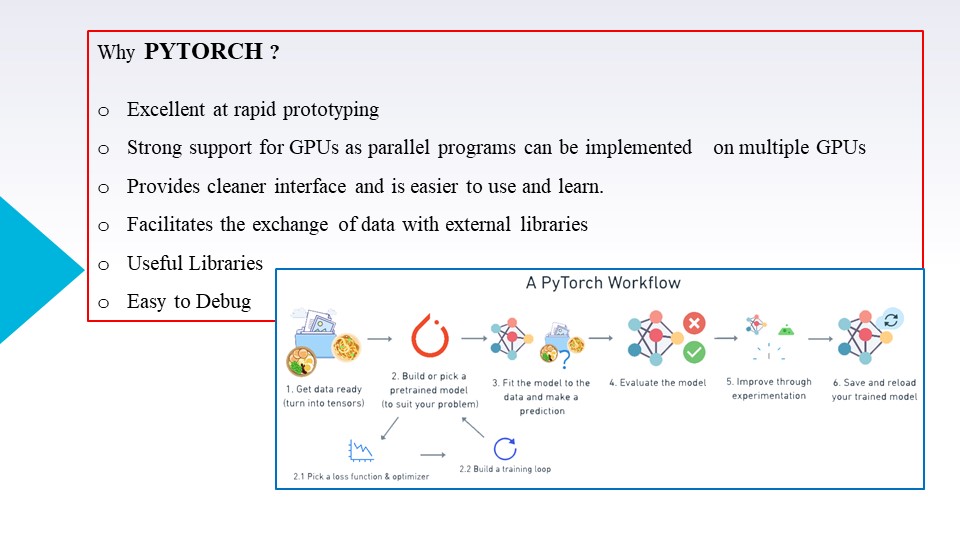 Why PYTORCH ?
o Excellent at rapid prototyping
o Strong support for GPUs as parallel programs can be implemented on multiple GPUs
o Provides cleaner interface and is easier to use and learn.
o Facilitates the exchange of data with external libraries
o Useful Libraries
o Easy to Debug
A PyTorch Workflow
1. Get data ready
(turn into tensors)
2. Build or pick a
pretrained model
(to suit your problem)
3. Fit the model to the
data and make a
prediction
4. Evaluate the model
5. Improve through
experimentation
6. Save and reload
your trained model
2.1 Pick a loss function & optimizer
2.2 Build a training loop